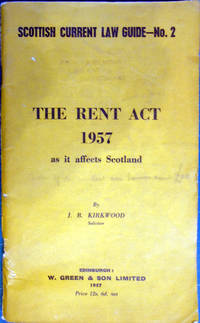 SCOTTISH CURRENT LAW GUIDE—No. 2
THE RENT ACT
1957
as it affects Scotland
By
J. B. KIRKWOOD
Solicitor
EDINBURGH:
W. GREEN & SON LIMITED
1957
Price 12s. 6d. net